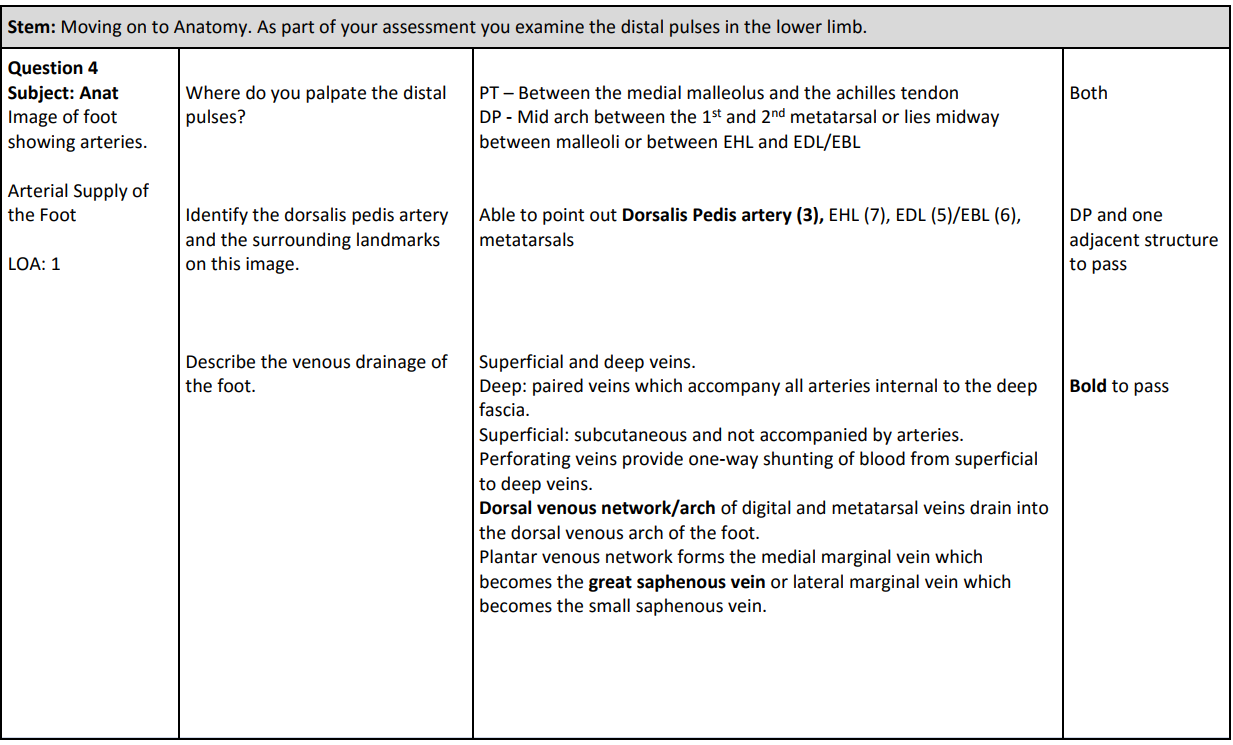 Stem: Moving on to Anatomy. As part of your assessment you examine the distal pulses in the lower limb.
Question 4
Subject: Anat
Image of foot
showing arteries.
Arterial Supply of
the Foot
LOA: 1
Where do you palpate the distal
pulses?
PT – Between the medial malleolus and the achilles tendon
DP - Mid arch between the 1st and 2nd metatarsal or lies midway
between malleoli or between EHL and EDL/EBL
Both
Identify the dorsalis pedis artery
and the surrounding landmarks
on this image.
Able to point out Dorsalis Pedis artery (3), EHL (7), EDL (5)/EBL (6),
metatarsals
DP and one
adjacent structure
to pass
Describe the venous drainage of
the foot.
Superficial and deep veins.
Deep: paired veins which accompany all arteries internal to the deep
fascia.
Superficial: subcutaneous and not accompanied by arteries.
Perforating veins provide one-way shunting of blood from superficial
to deep veins.
Dorsal venous network/arch of digital and metatarsal veins drain into
the dorsal venous arch of the foot.
Plantar venous network forms the medial marginal vein which
becomes the great saphenous vein or lateral marginal vein which
becomes the small saphenous vein.
Bold to pass